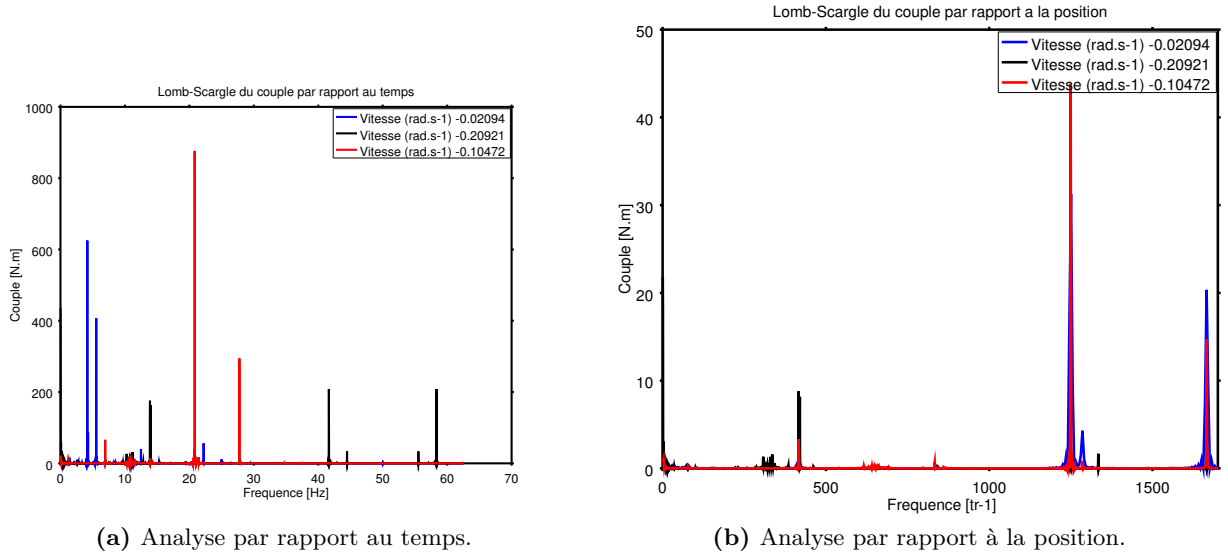 Lomb-Scargle du couple par rapport au temps
Vitesse (rad.s-1) -0.02094
Vitesse (rad.s-1) -0.20921
Vitesse (rad.s-1) -0.10472
Couple [N.m]
1000
800
600
400
200
0
0 10 20 30 40 50 60 70
Frequence [Hz]
(a) Analyse par rapport au temps.
Lomb-Scargle du couple par rapport a la position
Vitesse (rad.s-1) -0.02094
Vitesse (rad.s-1) -0.20921
Vitesse (rad.s-1) -0.10472
Couple [N.m]
50
40
30
20
10
0
0 500 1000 1500
Frequence [tr-1]
(b) Analyse par rapport à la position.